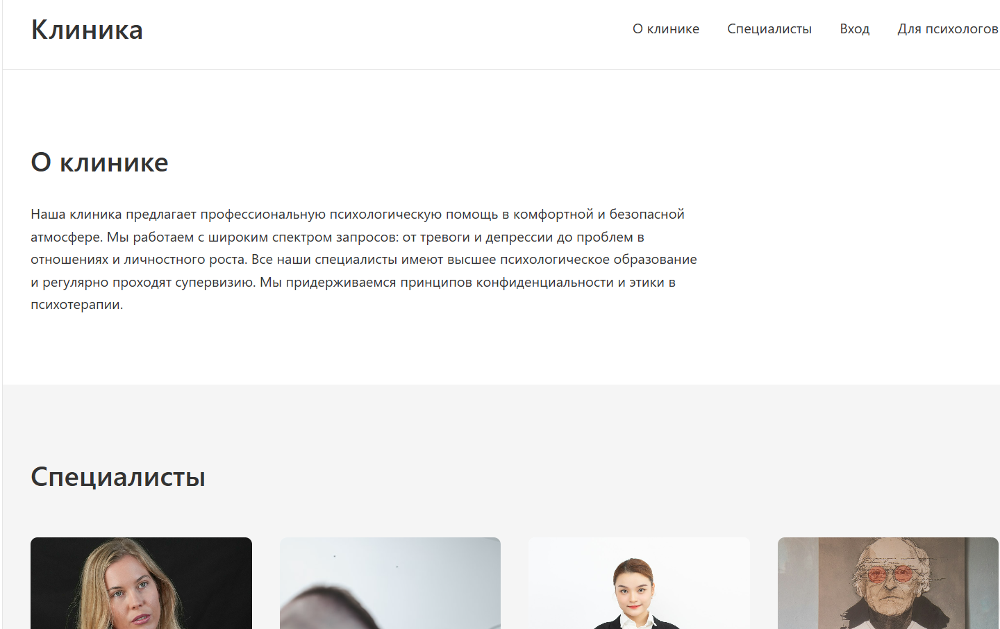 Клиника
О клинике Специалисты Вход Для психологов
О клинике
Наша клиника предлагает профессиональную психологическую помощь в комфортной и безопасной
атмосфере. Мы работаем с широким спектром запросов: от тревоги и депрессии до проблем в
отношениях и личностного роста. Все наши специалисты имеют высшее психологическое образование
и регулярно проходят супервизию. Мы придерживаемся принципов конфиденциальности и этики в
психотерапии.
Специалисты